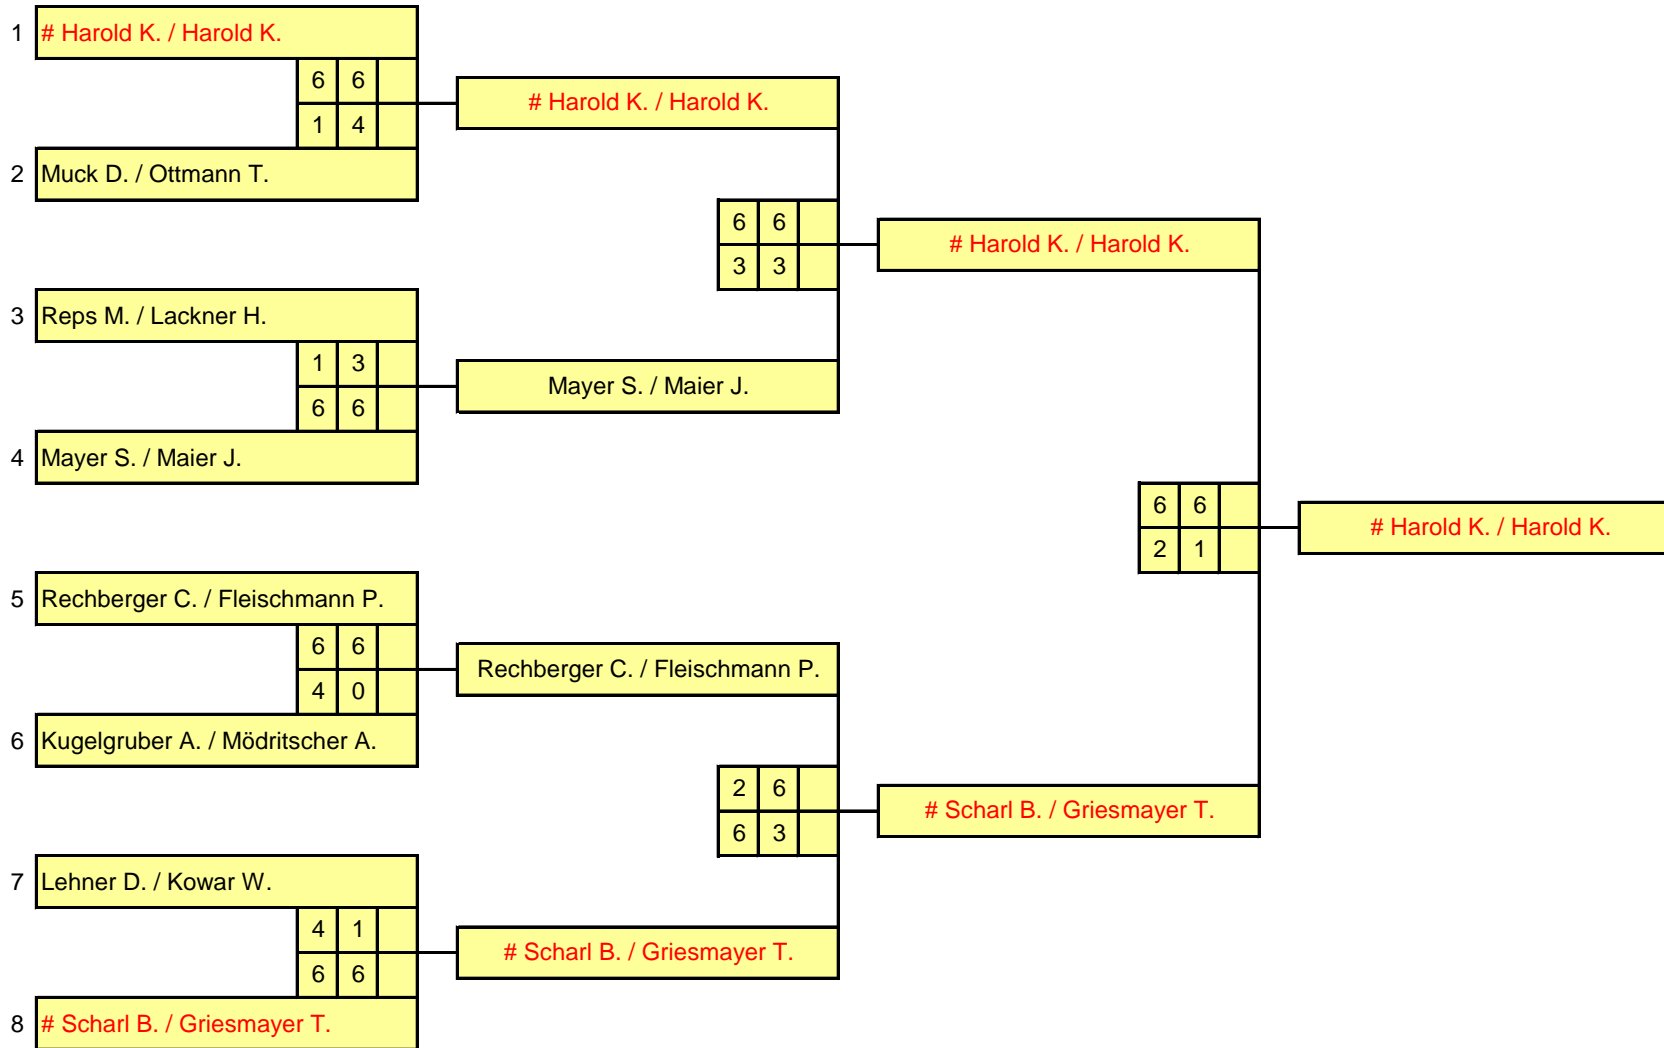 1 # Harold K. / Harold K.
6 6
# Harold K. / Harold K.
1 4
2 Muck D. / Ottmann T.
6 6
# Harold K. / Harold K.
3 3
3 Reps M. / Lackner H.
1 3
Mayer S. / Maier J.
6 6
4 Mayer S. / Maier J.
6 6
# Harold K. / Harold K.
2 1
5 Rechberger C. / Fleischmann P.
6 6
Rechberger C. / Fleischmann P.
4 0
6 Kugelgruber A. / Mödritscher A.
2 6
# Scharl B. / Griesmayer T.
6 3
7 Lehner D. / Kowar W.
4 1
# Scharl B. / Griesmayer T.
6 6
8 # Scharl B. / Griesmayer T.